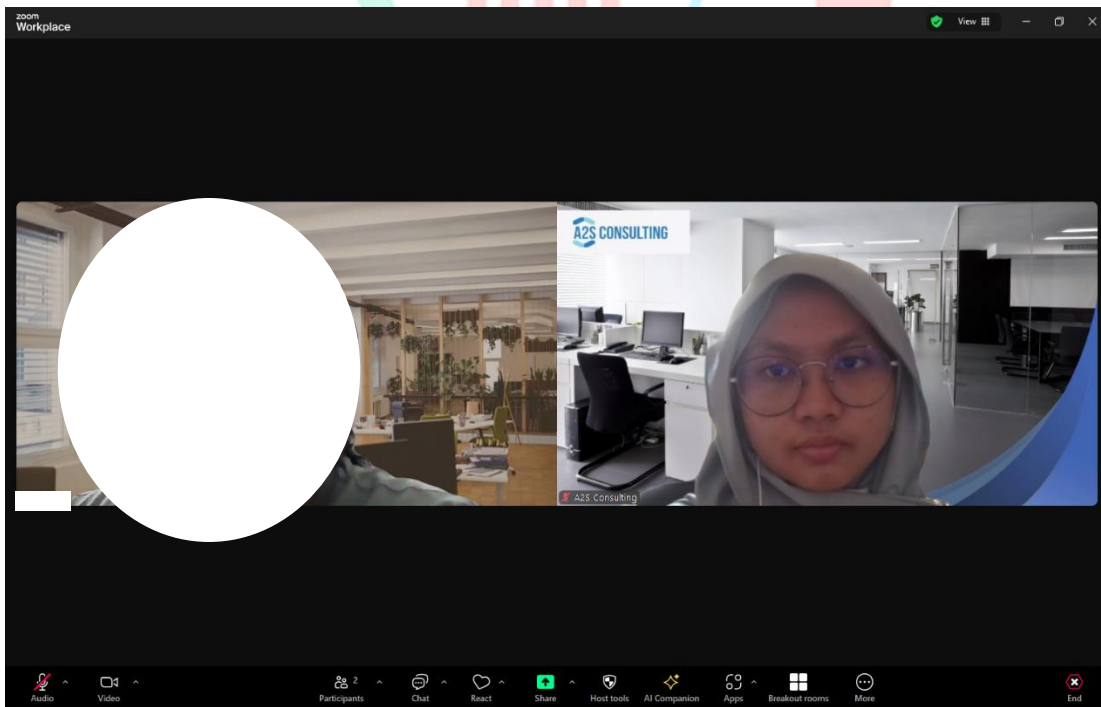 zoom
Workplace
View
A2S CONSULTING
A2S Consulting
Audio
Video
Participants
2
Chat
React
Share
Host tools
AI Companion
Apps
Breakout rooms
More
End